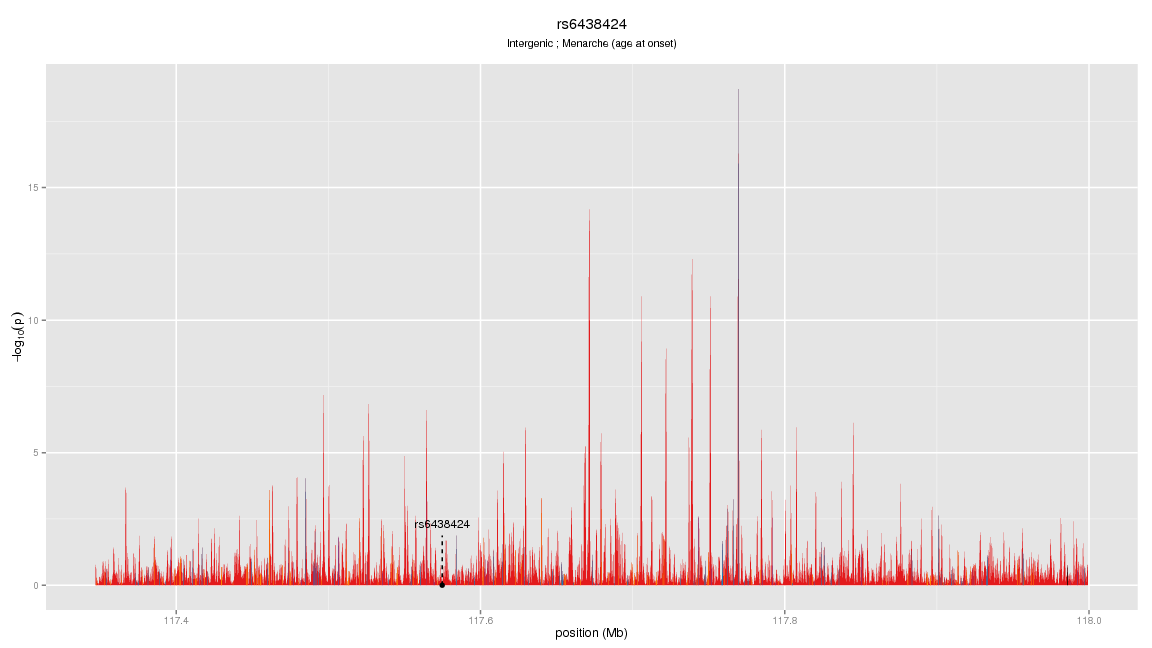 rs6438424
Intergenic ; Menarche (age at onset)
15
10
5
0
−log10(p)
rs6438424
117.4
117.6
117.8
118.0
position (Mb)